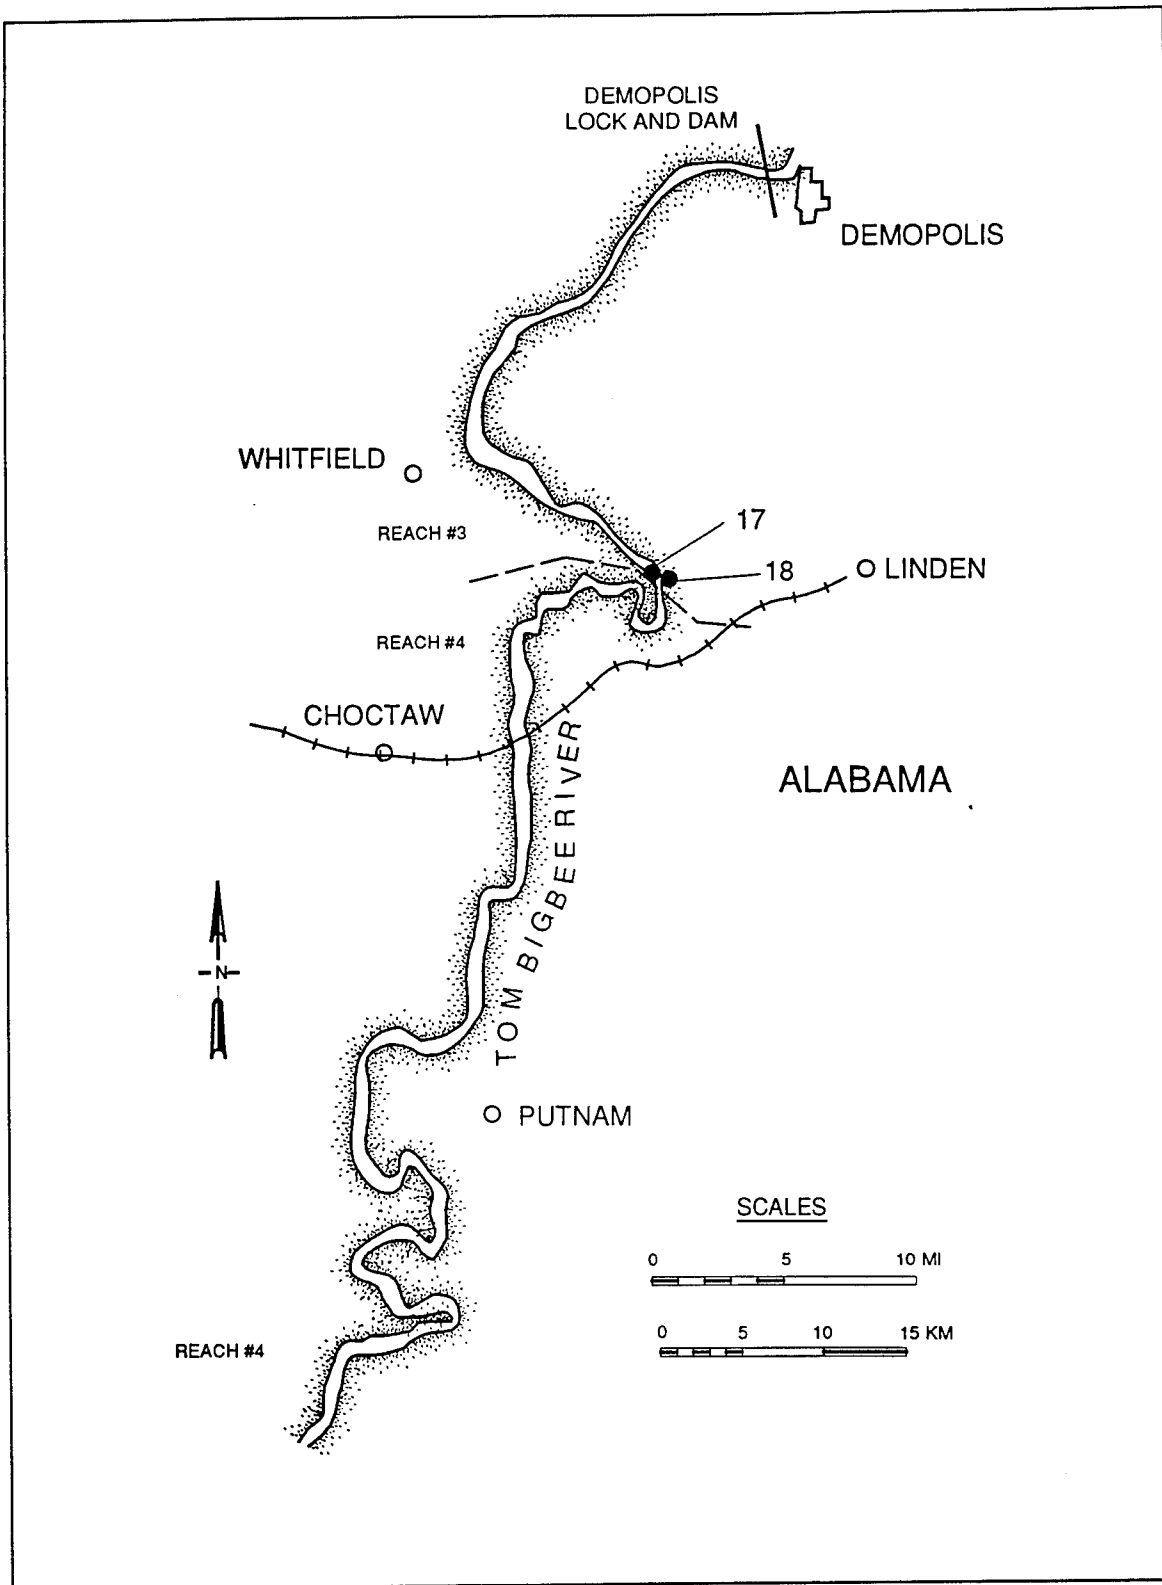 DEMOPOLIS
LOCK AND DAM
DEMOPOLIS
WHITFIELD
REACH #3
17
18
LINDEN
REACH #4
CHOCTAW
ALABAMA
TOM BIGBEE RIVER
N
PUTNAM
SCALES
0 5 10 MI
0 5 10 15 KM
REACH #4